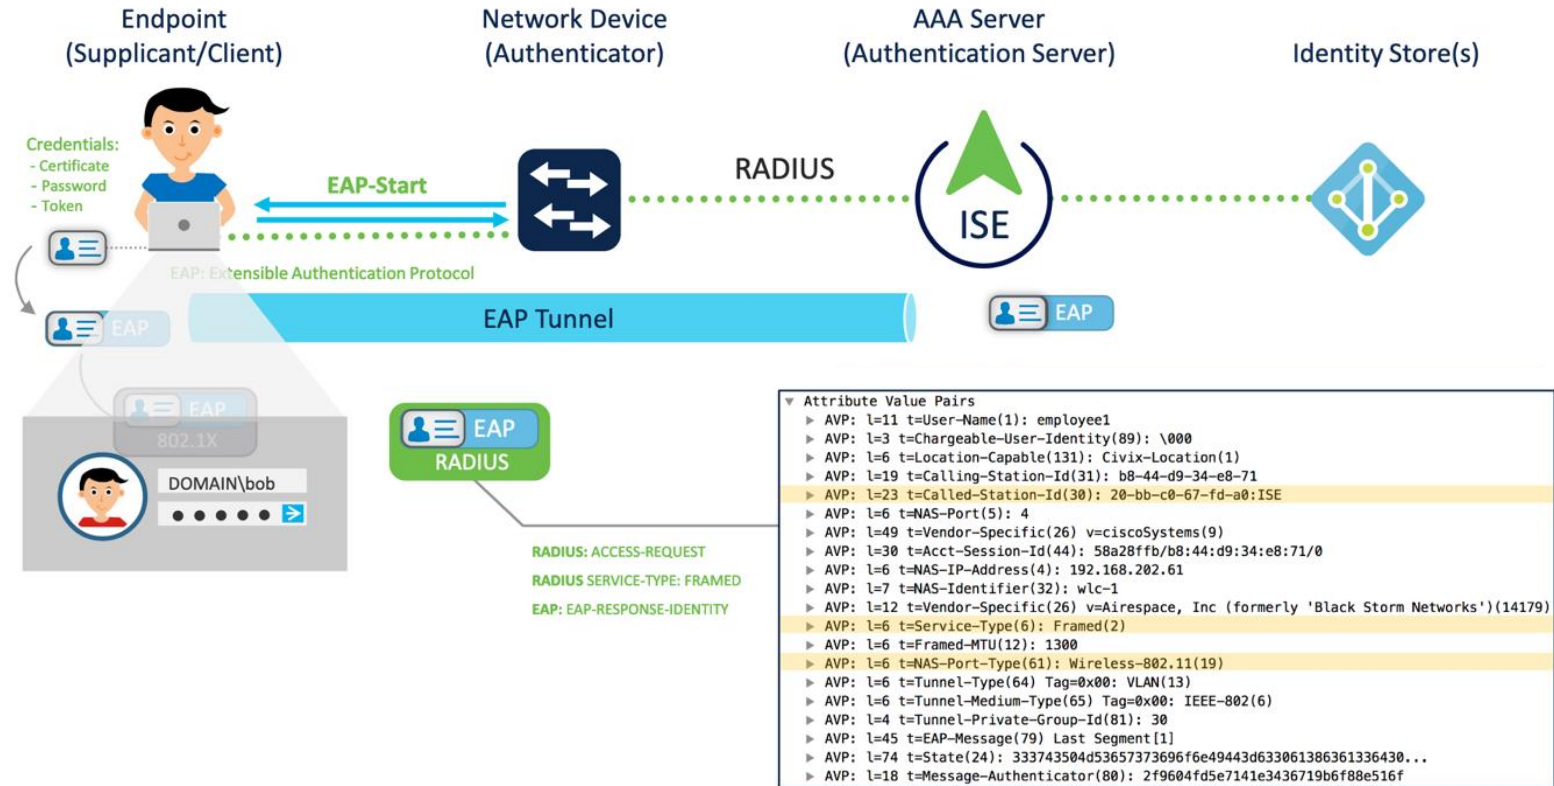 Endpoint
(Supplicant/Client)
Network Device
(Authenticator)
AAA Server
(Authentication Server)
Identity Store(s)
Credentials:
- Certificate
- Password
- Token
EAP-Start
RADIUS
ISE
EAP: Extensible Authentication Protocol
EAP
EAP Tunnel
EAP
EAP
802.1X
DOMAIN\bob
EAP
RADIUS
RADIUS: ACCESS-REQUEST
RADIUS SERVICE-TYPE: FRAMED
EAP: EAP-RESPONSE-IDENTITY
Attribute Value Pairs
AVP: l=11 t=User-Name(1): employee1
AVP: l=3 t=Chargeable-User-Identity(89): \000
AVP: l=6 t=Location-Capable(131): Civix-Location(1)
AVP: l=19 t=Calling-Station-Id(31): b8-44-d9-34-e8-71
AVP: l=23 t=Called-Station-Id(30): 20-bb-c0-67-fd-a0:ISE
AVP: l=6 t=NAS-Port(5): 4
AVP: l=49 t=Vendor-Specific(26) v=ciscoSystems(9)
AVP: l=30 t=Acct-Session-Id(44): 58a28ffb/b8:44:d9:34:e8:71/0
AVP: l=6 t=NAS-IP-Address(4): 192.168.202.61
AVP: l=7 t=NAS-Identifier(32): wlc-1
AVP: l=12 t=Vendor-Specific(26) v=Airespace, Inc (formerly 'Black Storm Networks')(14179)
AVP: l=6 t=Service-Type(6): Framed(2)
AVP: l=6 t=Framed-MTU(12): 1300
AVP: l=6 t=NAS-Port-Type(61): Wireless-802.11(19)
AVP: l=6 t=Tunnel-Type(64) Tag=0x00: VLAN(13)
AVP: l=6 t=Tunnel-Medium-Type(65) Tag=0x00: IEEE-802(6)
AVP: l=4 t=Tunnel-Private-Group-Id(81): 30
AVP: l=45 t=EAP-Message(79) Last Segment[1]
AVP: l=74 t=State(24): 333743504d53657373696f6e49443d633061386361336430...
AVP: l=18 t=Message-Authenticator(80): 2f9604fd5e7141e3436719b6f88e516f